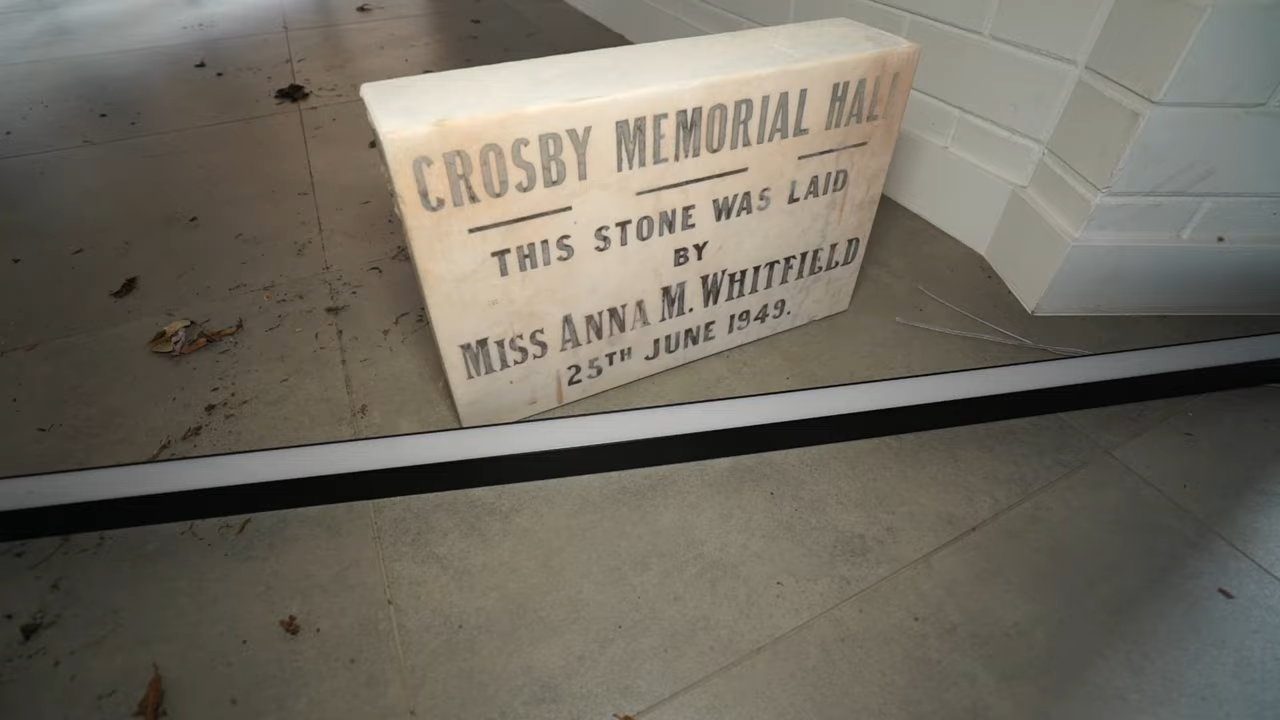 CROSBY MEMORIAL HALL
THIS STONE WAS LAID
BY
MISS ANNA M. WHITFIELD
25TH JUNE 1949.